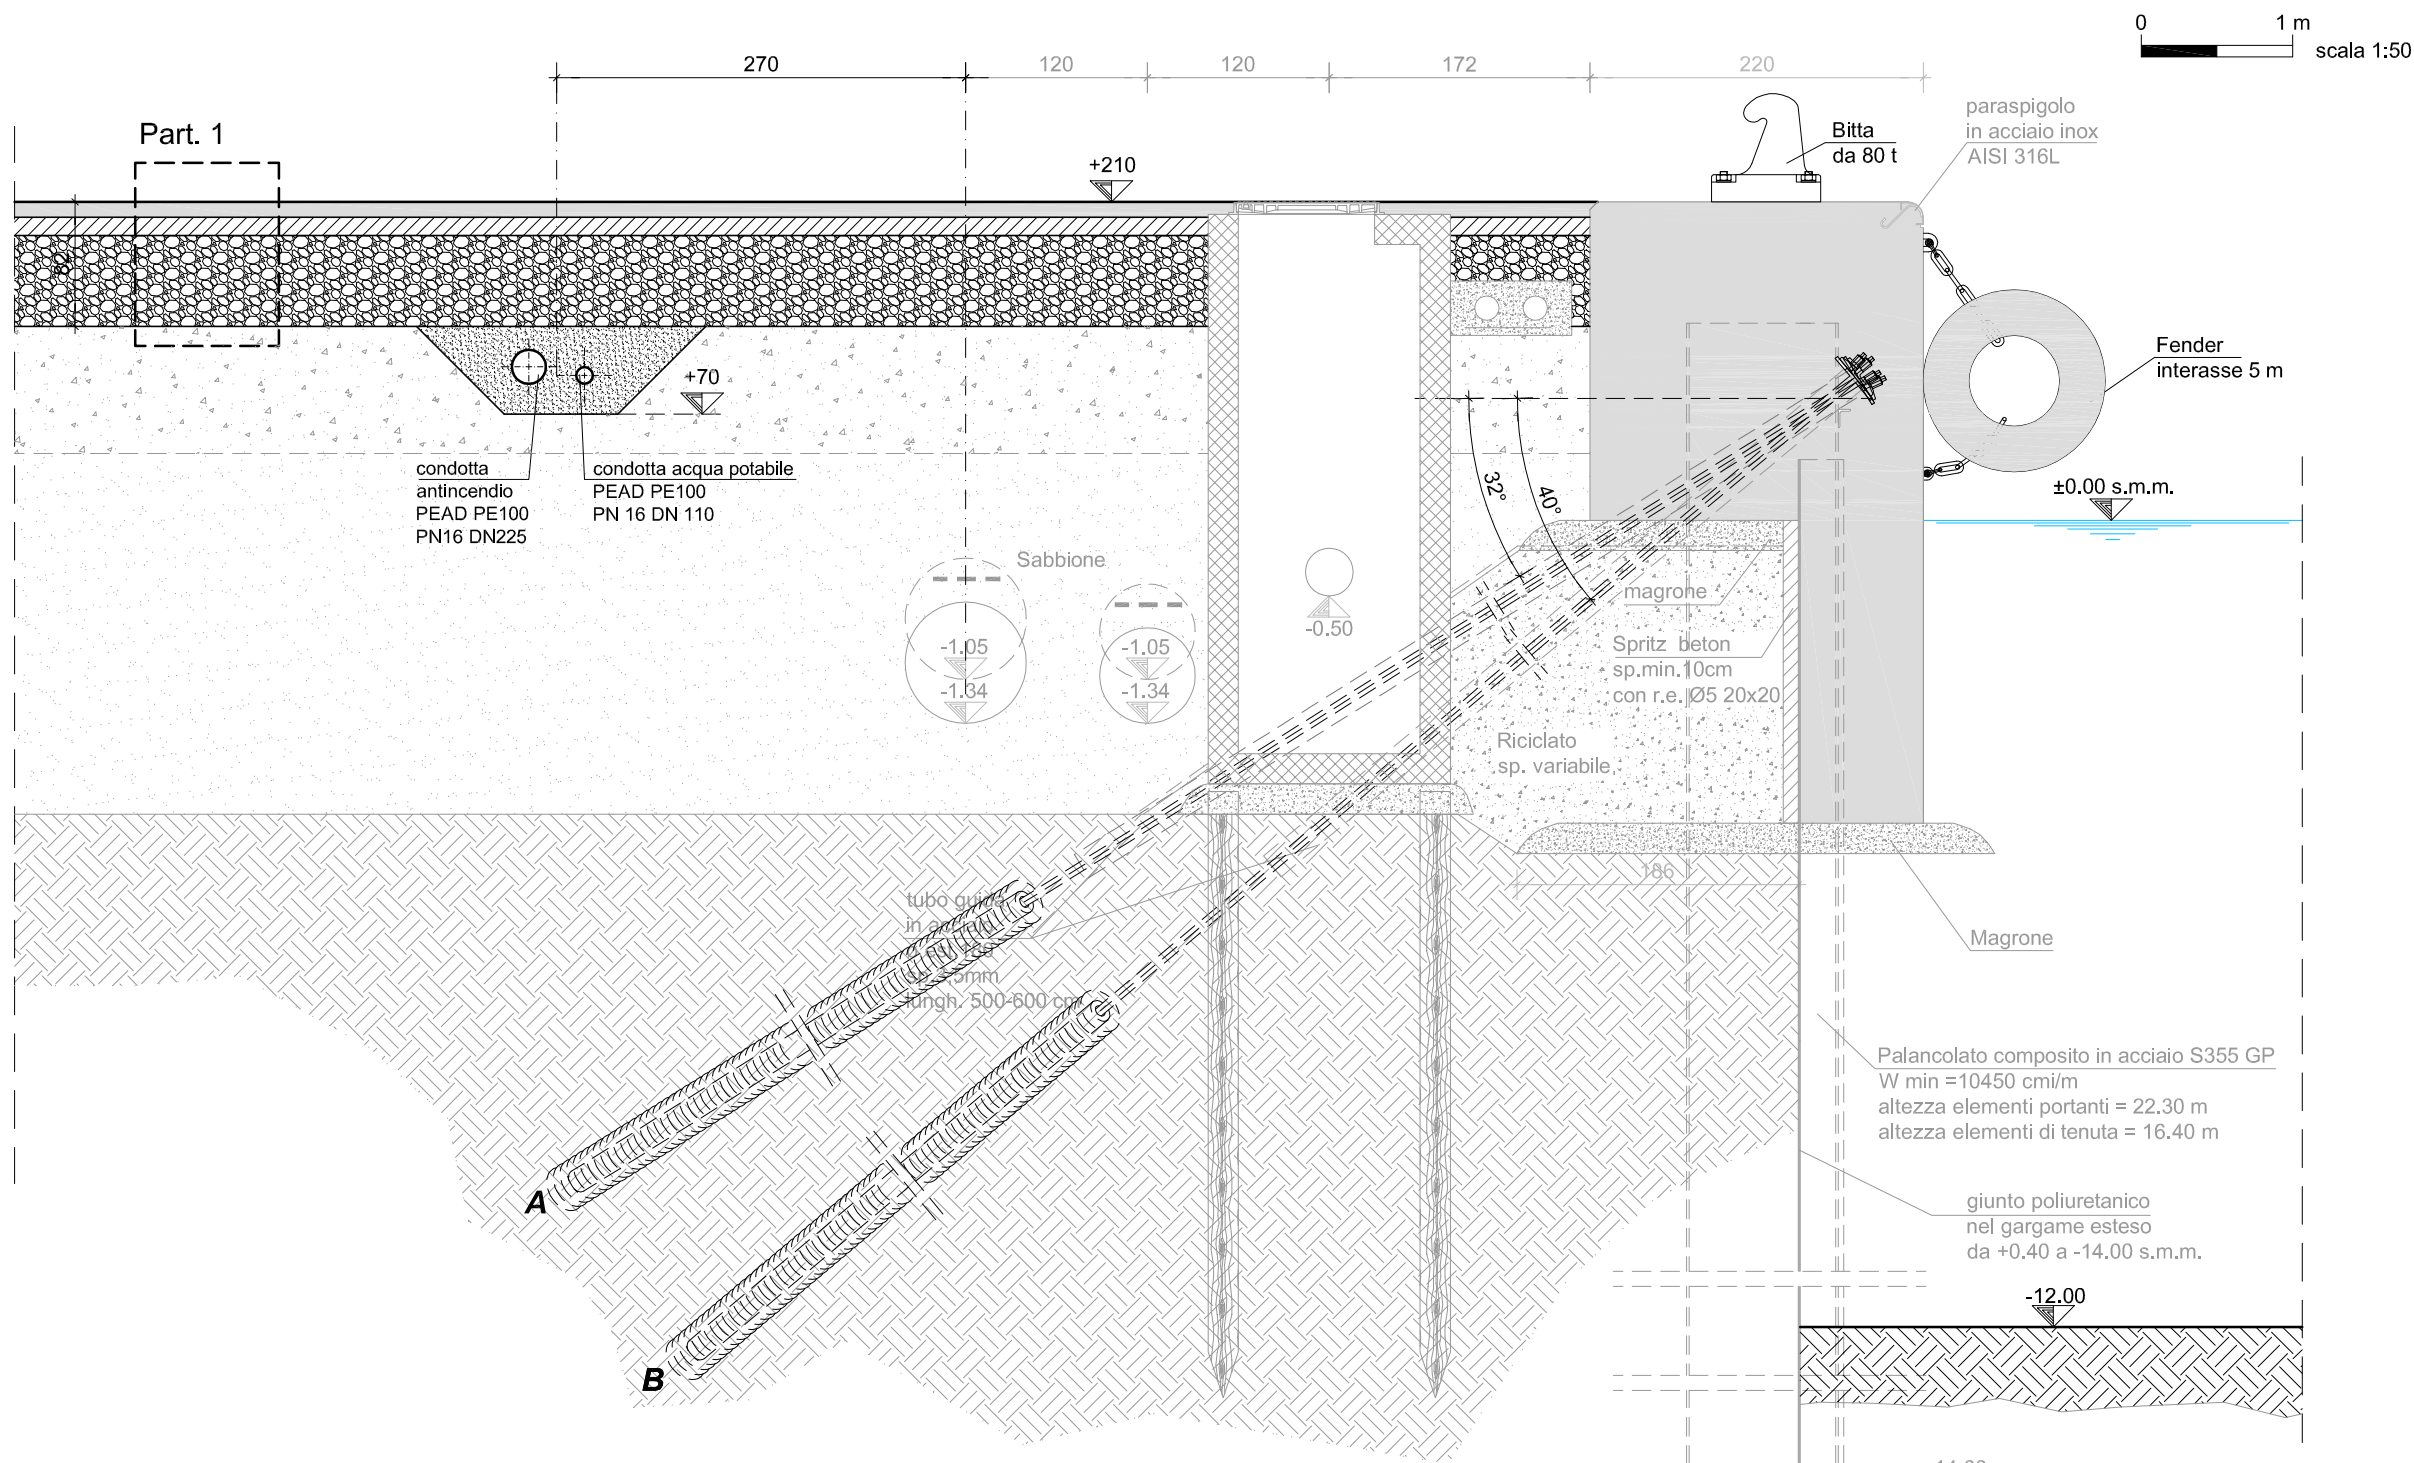 0 1 m
scala 1:50
270 120 120 172 220
Part. 1
+210
Bitta
da 80 t
paraspigolo
in acciaio inox
AISI 316L
82
Fender
interasse 5 m
+70
condotta
antincendio
PEAD PE100
PN16 DN225
condotta acqua potabile
PEAD PE100
PN 16 DN 110
32°
40°
±0.00 s.m.m.
Sabbione
-1.05
-1.34
-1.05
-1.34
-0.50
magrone
Spritz beton
sp.min.10cm
con r.e. Ø5 20x20
Riciclato
sp. variabile
186
tubo guida
in acciaio
lungh. 500-600 cm
Magrone
Palancolato composito in acciaio S355 GP
W min =10450 cmi/m
altezza elementi portanti = 22.30 m
altezza elementi di tenuta = 16.40 m
giunto poliuretanico
nel gargame esteso
da +0.40 a -14.00 s.m.m.
-12.00
A
B